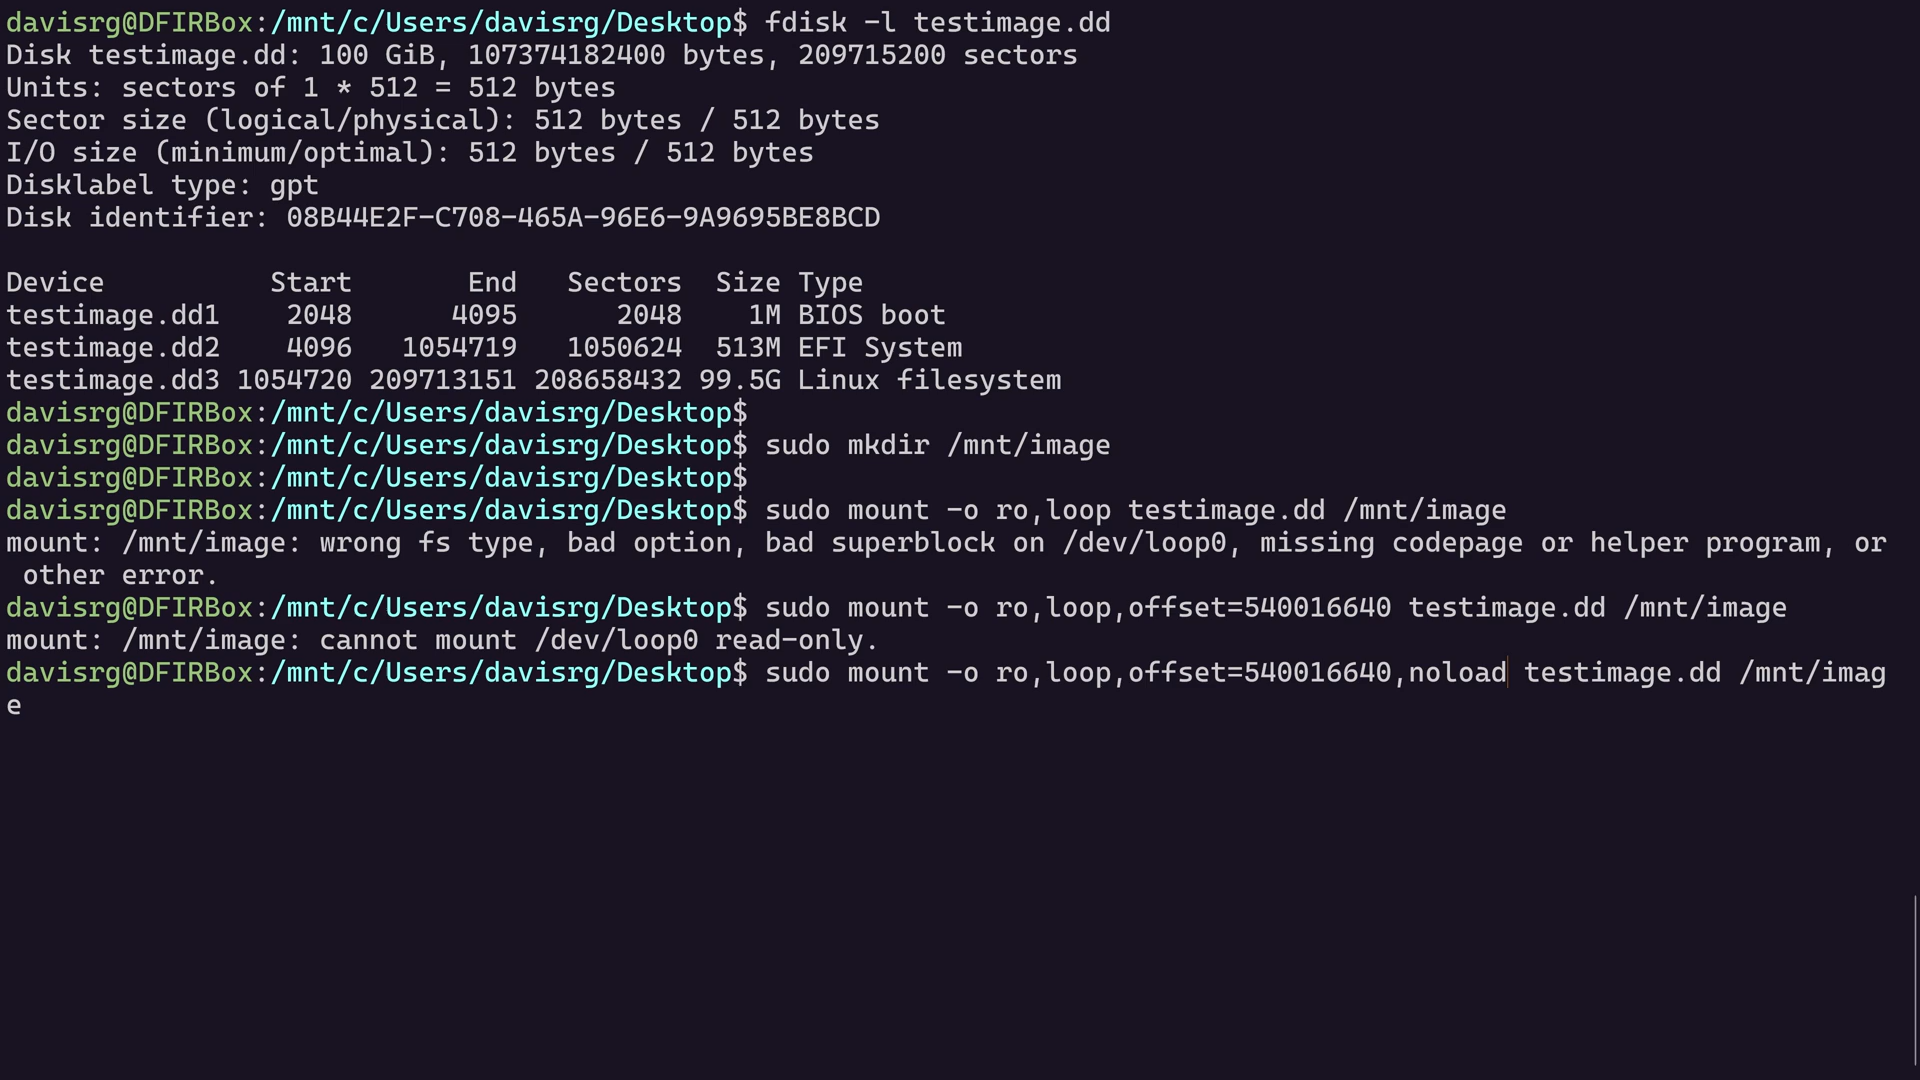 davisrg@DFIRBox:/mnt/c/Users/davisrg/Desktop$ fdisk -l testimage.dd
Disk testimage.dd: 100 GiB, 107374182400 bytes, 209715200 sectors
Units: sectors of 1 * 512 = 512 bytes
Sector size (logical/physical): 512 bytes / 512 bytes
I/O size (minimum/optimal): 512 bytes / 512 bytes
Disklabel type: gpt
Disk identifier: 08B44E2F-C708-465A-96E6-9A9695BE8BCD

Device          Start       End   Sectors  Size Type
testimage.dd1    2048      4095      2048    1M BIOS boot
testimage.dd2    4096   1054719   1050624  513M EFI System
testimage.dd3 1054720 209713151 208658432 99.5G Linux filesystem
davisrg@DFIRBox:/mnt/c/Users/davisrg/Desktop$
davisrg@DFIRBox:/mnt/c/Users/davisrg/Desktop$ sudo mkdir /mnt/image
davisrg@DFIRBox:/mnt/c/Users/davisrg/Desktop$
davisrg@DFIRBox:/mnt/c/Users/davisrg/Desktop$ sudo mount -o ro,loop testimage.dd /mnt/image
mount: /mnt/image: wrong fs type, bad option, bad superblock on /dev/loop0, missing codepage or helper program, or
 other error.
davisrg@DFIRBox:/mnt/c/Users/davisrg/Desktop$ sudo mount -o ro,loop,offset=540016640 testimage.dd /mnt/image
mount: /mnt/image: cannot mount /dev/loop0 read-only.
davisrg@DFIRBox:/mnt/c/Users/davisrg/Desktop$ sudo mount -o ro,loop,offset=540016640,noload testimage.dd /mnt/imag
e